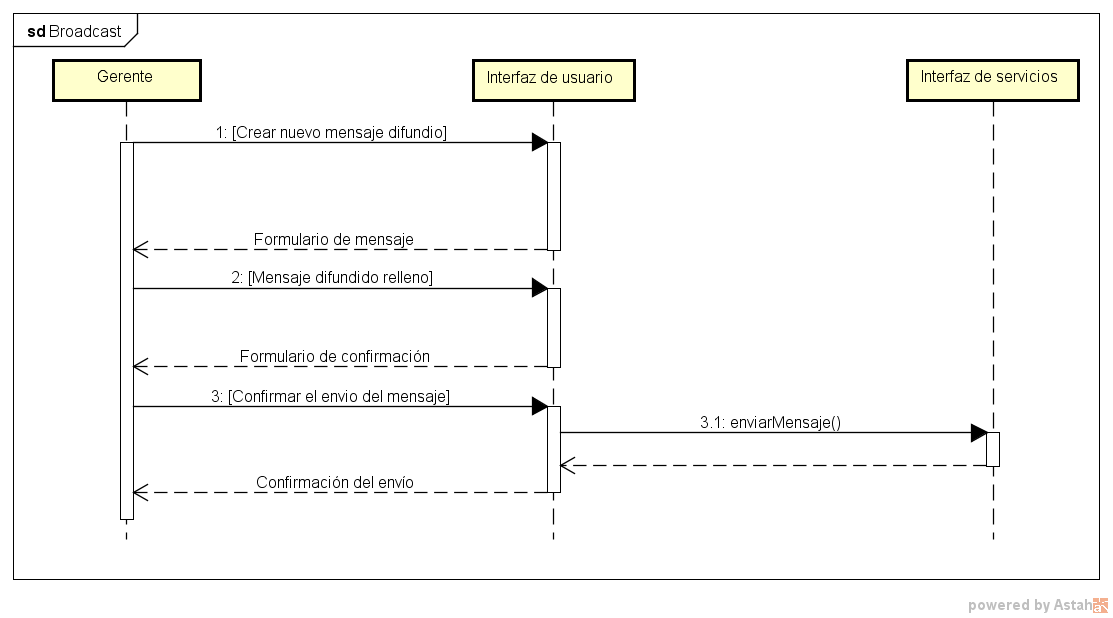 sd Broadcast
Gerente
Interfaz de usuario
Interfaz de servicios
1: [Crear nuevo mensaje difundio]
Formulario de mensaje
2: [Mensaje difundido relleno]
Formulario de confirmación
3: [Confirmar el envio del mensaje]
3.1: enviarMensaje()
Confirmación del envío
powered by Astah